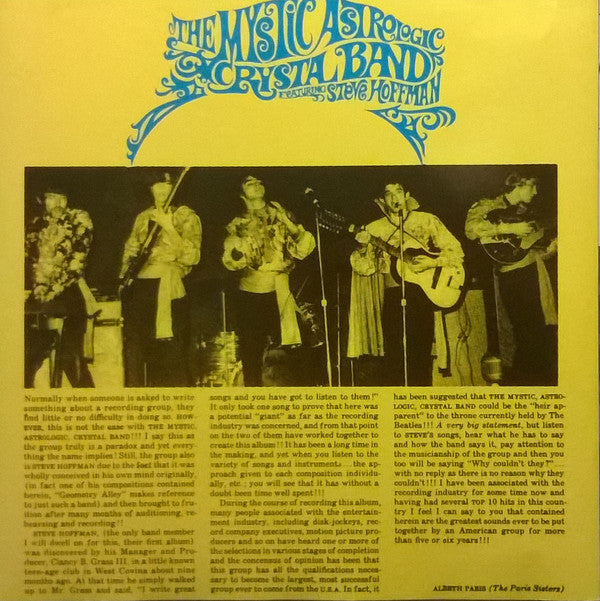 THE MYSTIC ASTROLOGIC
CRYSTAL BAND
FEATURING STEVE HOFFMAN
Normally when someone is asked to write
something about a recording group, they
find little or no difficulty in doing so. HOW-
EVER, this is not the case with THE MYSTIC,
ASTROLOGIC, CRYSTAL BAND!!! I say this as
the group truly is a paradox and yet every-
thing the name implies! Still, the group also
is STEVE HOFFMAN due to the fact that it was
wholly conceived in his own mind originally,
(in fact one of his compositions contained
herein, "Geometry Alley" makes reference
to just such a band) and then brought to fru-
ition after many months of auditioning, re-
hearsing and recording!!
STEVE HOFFMAN, (the only band member
I will dwell on for this, their first album)
was discovered by his Manager and Pro-
ducer, Clancy B. Grass III, in a little known
teen-age club in West Covina about nine
months ago. At that time he simply walked
up to Mr. Grass and said, "I write great
songs and you have got to listen to them!"
It only took one song to prove that here was
a potential "giant" as far as the recording
industry was concerned, and from that point
on the two of them have worked together to
create this album!! It has been a long time in
the making, and yet when you listen to the
variety of songs and instruments ... the ap-
proach given to each composition individu-
ally, etc.; you will see that it has without a
doubt been time well spent!!!
During the course of recording this album,
many people associated with the entertain-
ment industry, including disk-jockeys, rec-
ord company executives, motion picture pro-
ducers and so on have heard one or more of
the selections in various stages of completion
and the consensus of opinion has been that
this group has all the qualifications neces-
sary to become the largest, most successful
group ever to come from the U.S.A. In fact, it
has been suggested that THE MYSTIC, ASTRO-
LOGIC, CRYSTAL BAND could be the "heir ap-
parent" to the throne currently held by The
Beatles!!! A very big statement, but listen
to STEVE'S songs, hear what he has to say
and how the band says it, pay attention to
the musicianship of the group and then you
too will be saying "Why couldn't they?"....
with no reply as there is no reason why they
couldn't!!! I have been associated with the
recording industry for some time now and
having had several TOP 10 hits in this coun-
try I feel I can say to you that contained
herein are the greatest sounds ever to be put
together by an American group for more
than five or six years!!!
ALBETH PARIS (The Paris Sisters)